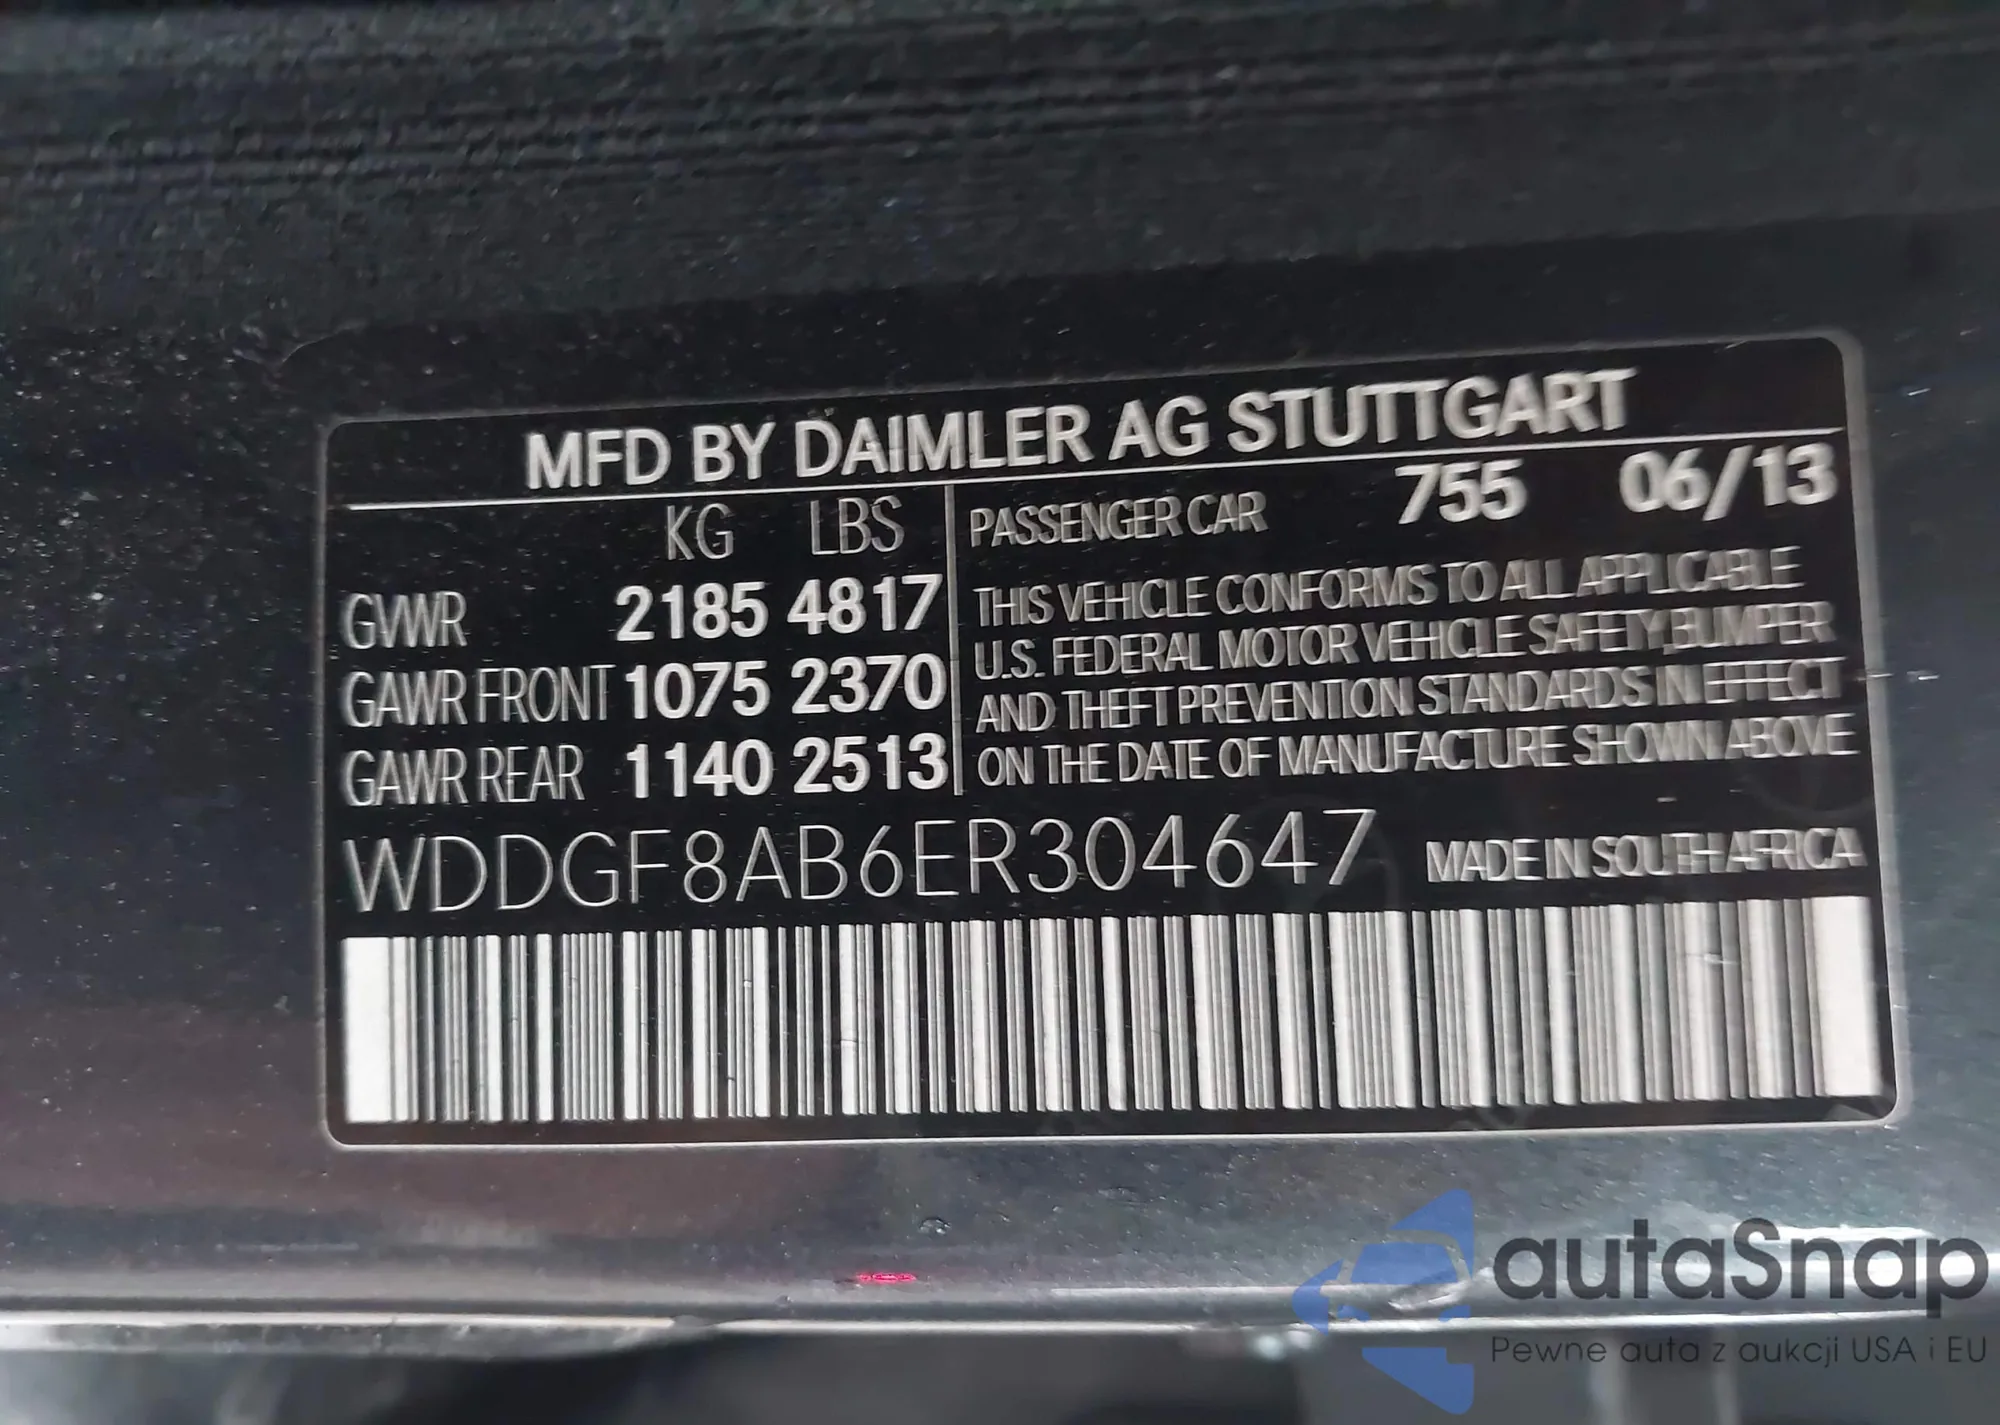 MFD BY DAIMLER AG STUTTGART
KG LBS
GVWR 2185 4817
GAWR FRONT 1075 2370
GAWR REAR 1140 2513
PASSENGER CAR 755 06/13
THIS VEHICLE CONFORMS TO ALL APPLICABLE
U.S. FEDERAL MOTOR VEHICLE SAFETY, BUMPER
AND THEFT PREVENTION STANDARDS IN EFFECT
ON THE DATE OF MANUFACTURE SHOWN ABOVE
WDDGF8AB6ER304647 MADE IN SOUTH AFRICA
autaSnap
Pewne auta z aukcji USA i EU